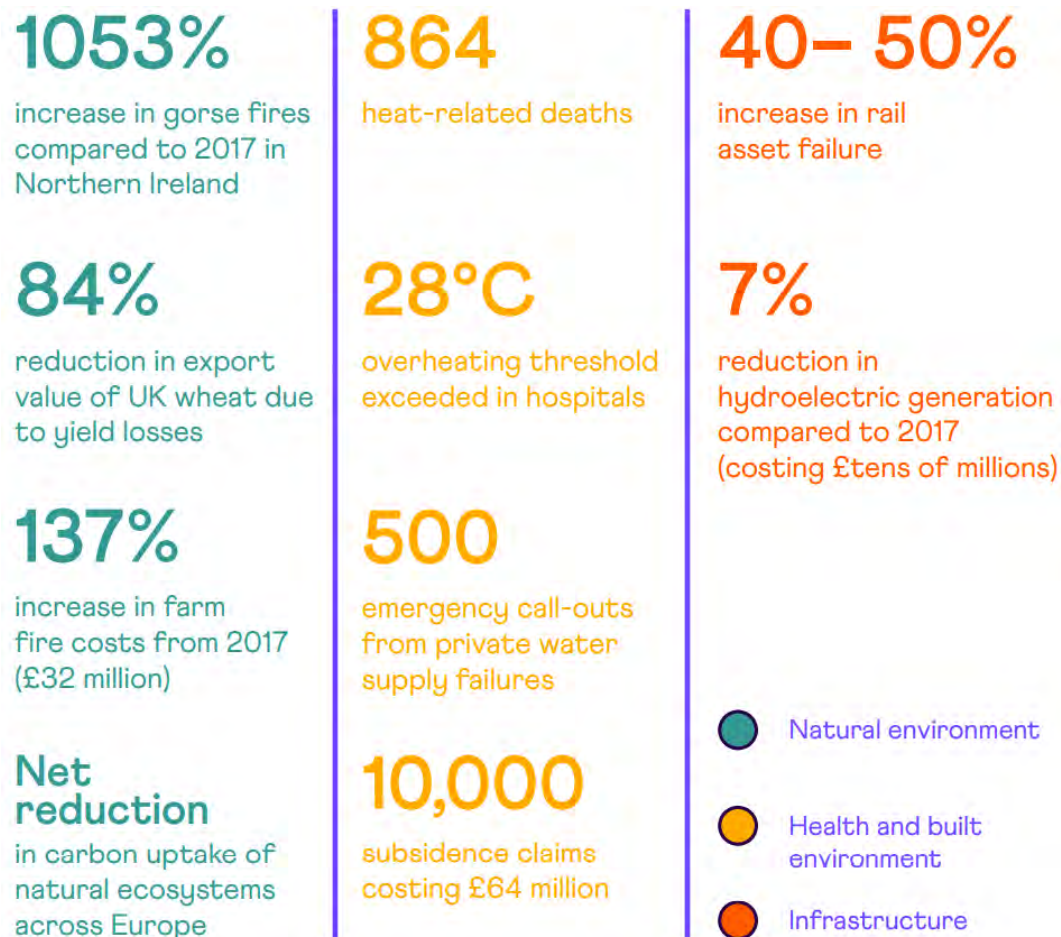 1053%
increase in gorse fires
compared to 2017 in
Northern Ireland
84%
reduction in export
value of UK wheat due
to yield losses
137%
increase in farm
fire costs from 2017
(£32 million)
Net
reduction
in carbon uptake of
natural ecosystems
across Europe
864
heat-related deaths
28°C
overheating threshold
exceeded in hospitals
500
emergency call-outs
from private water
supply failures
10,000
subsidence claims
costing £64 million
40– 50%
increase in rail
asset failure
7%
reduction in
hydroelectric generation
compared to 2017
(costing £tens of millions)
Natural environment
Health and built
environment
Infrastructure